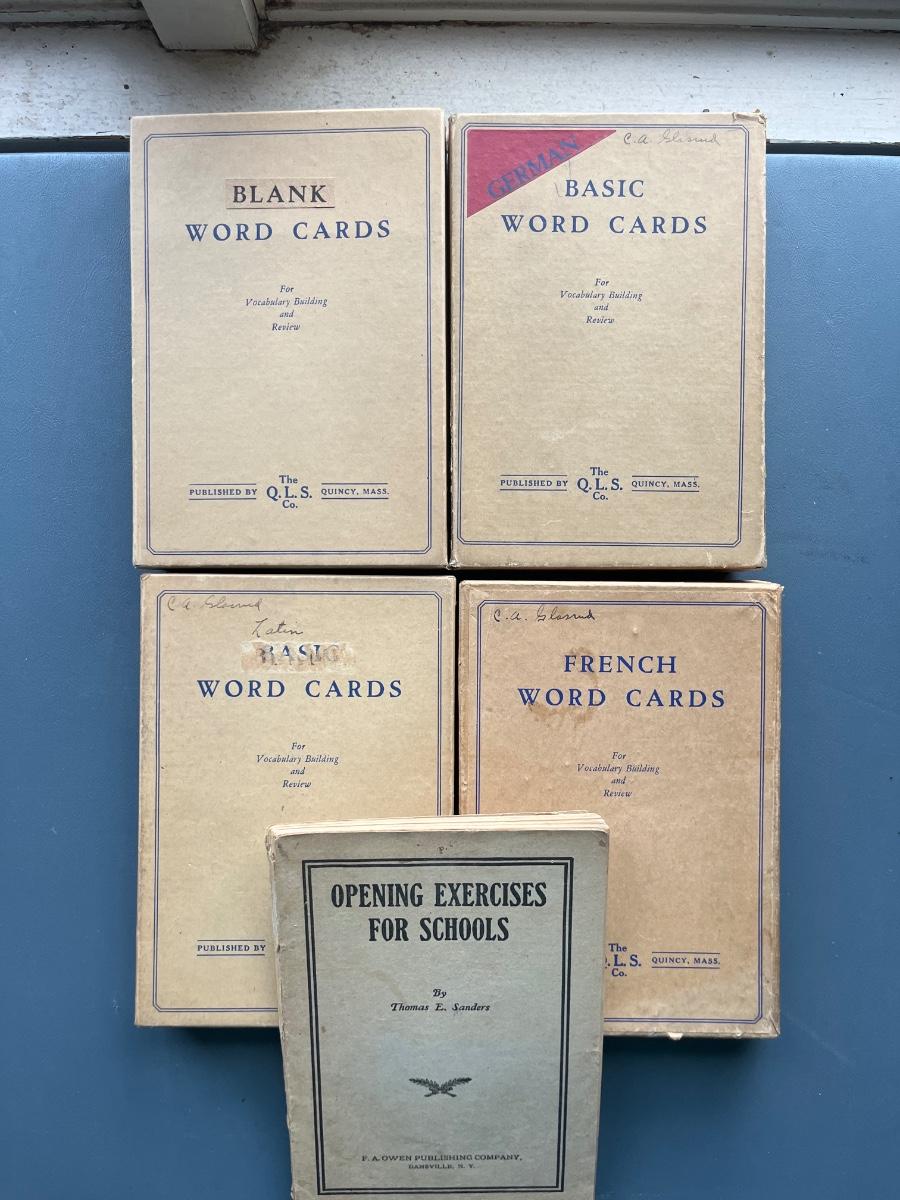 BLANK
WORD CARDS
For
Vocabulary Building
and
Review
PUBLISHED BY The Q. L. S. Co. QUINCY, MASS.
GERMAN
C. A. Glasrud
BASIC
WORD CARDS
For
Vocabulary Building
and
Review
PUBLISHED BY The Q. L. S. Co. QUINCY, MASS.
C A Glasrud
Latin
BASIC
WORD CARDS
For
Vocabulary Building
and
Review
PUBLISHED BY
C. A. Glasrud
FRENCH
WORD CARDS
For
Vocabulary Building
and
Review
The Q. L. S. Co. QUINCY, MASS.
OPENING EXERCISES
FOR SCHOOLS
By
Thomas E. Sanders
F. A. OWEN PUBLISHING COMPANY,
DANSVILLE, N. Y.